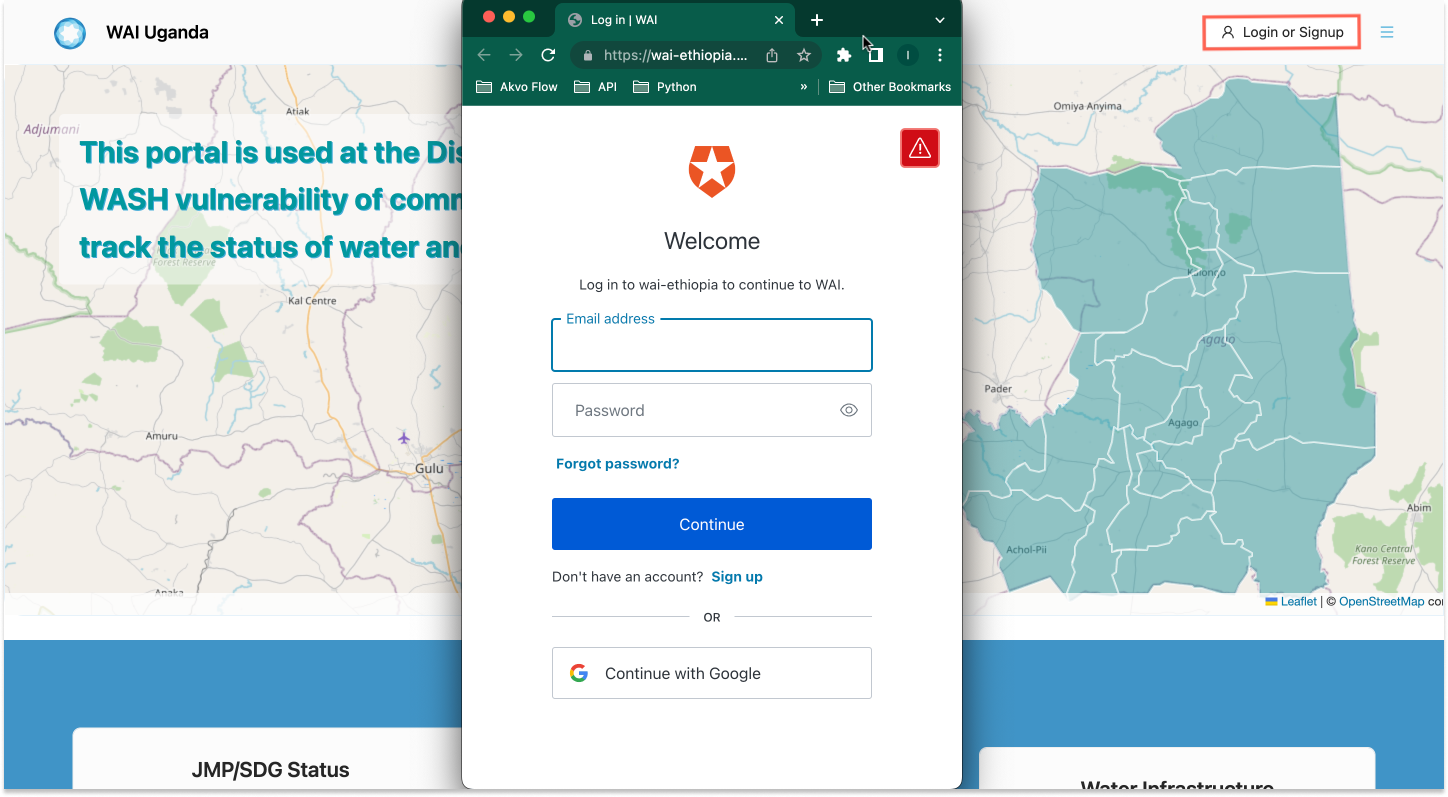 WAI Uganda
Login or Signup
Adjumani
Atiak
This portal is used at the Dis
WASH vulnerability of comm
track the status of water an
Forest Reserve
Kal Centre
Amuru
Gulu
Anaka
Log in | WAI
https://wai-ethiopia....
I
Akvo Flow
API
Python
»
Other Bookmarks
Welcome
Log in to wai-ethiopia to continue to WAI.
Email address
Password
Forgot password?
Continue
Don't have an account? Sign up
OR
Continue with Google
Omiya Anyima
Kalongo
Agago
Pader
Agago
Achol-Pii
Abim
Kano Central
Forest Reserve
Leaflet | © OpenStreetMap co
JMP/SDG Status
Water Infrastructure